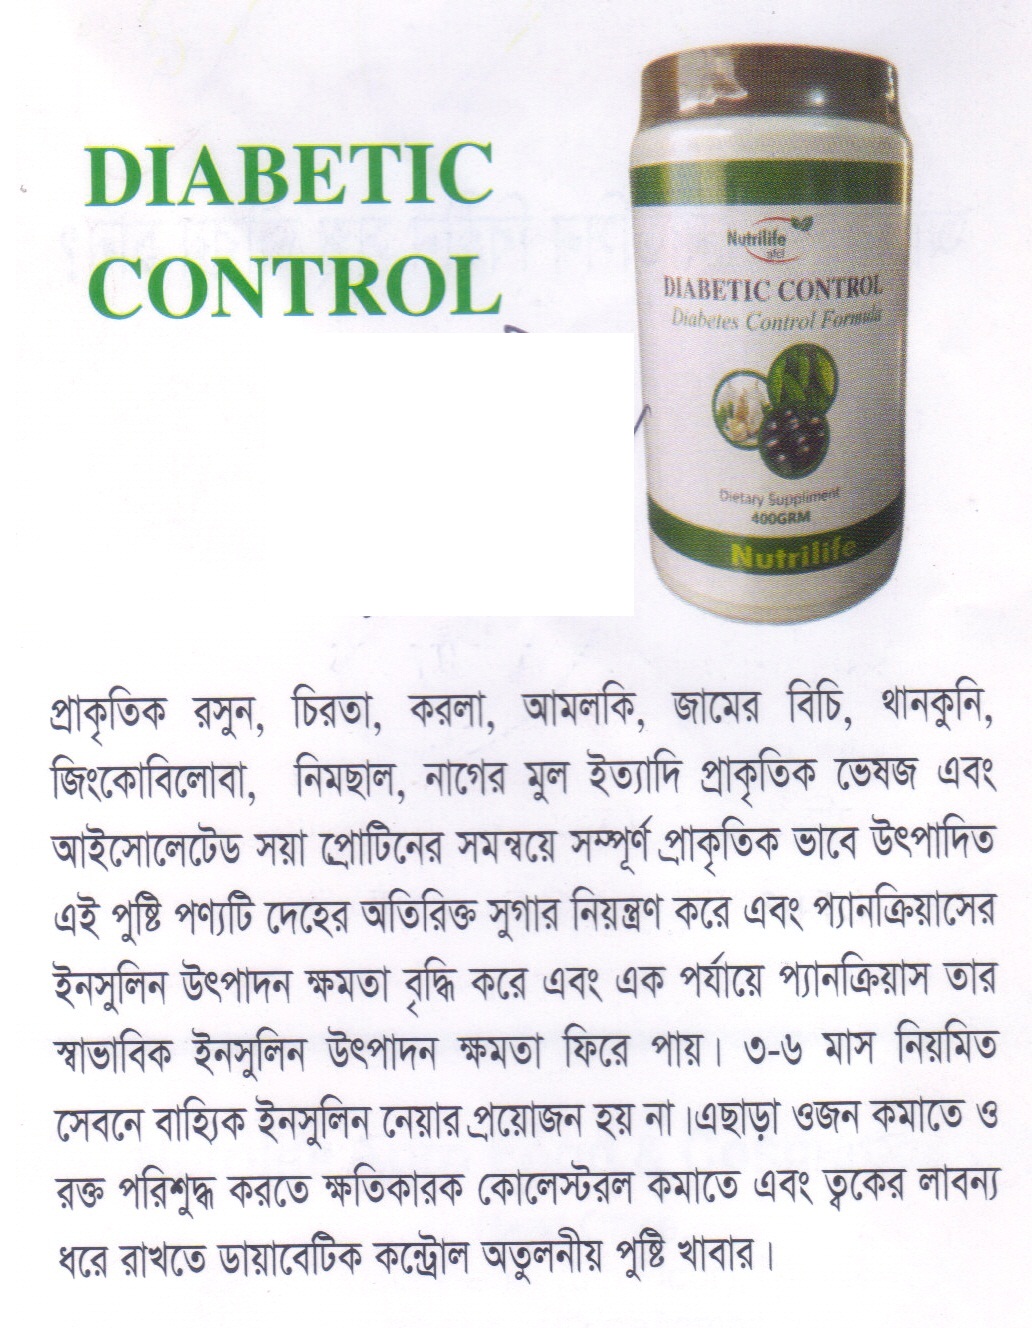 DIABETIC
CONTROL
Nutrilife
DIABETIC CONTROL
Diabetes Control Formula
Dietary Suppliment
400GRM
Nutrilife
প্রাকৃতিক রসুন, চিরতা, করলা, আমলকি, জামের বিচি, থানকুনি,
জিংকোবিলোবা, নিমছাল, নাগের মুল ইত্যাদি প্রাকৃতিক ভেষজ এবং
আইসোলেটেড সয়া প্রোটিনের সমন্বয়ে সম্পূর্ণ প্রাকৃতিক ভাবে উৎপাদিত
এই পুষ্টি পণ্যটি দেহের অতিরিক্ত সুগার নিয়ন্ত্রণ করে এবং প্যানক্রিয়াসের
ইনসুলিন উৎপাদন ক্ষমতা বৃদ্ধি করে এবং এক পর্যায়ে প্যানক্রিয়াস তার
স্বাভাবিক ইনসুলিন উৎপাদন ক্ষমতা ফিরে পায়। ৩-৬ মাস নিয়মিত
সেবনে বাহ্যিক ইনসুলিন নেয়ার প্রয়োজন হয় না।এছাড়া ওজন কমাতে ও
রক্ত পরিশুদ্ধ করতে ক্ষতিকারক কোলেস্টরল কমাতে এবং ত্বকের লাবন্য
ধরে রাখতে ডায়াবেটিক কন্ট্রোল অতুলনীয় পুষ্টি খাবার।